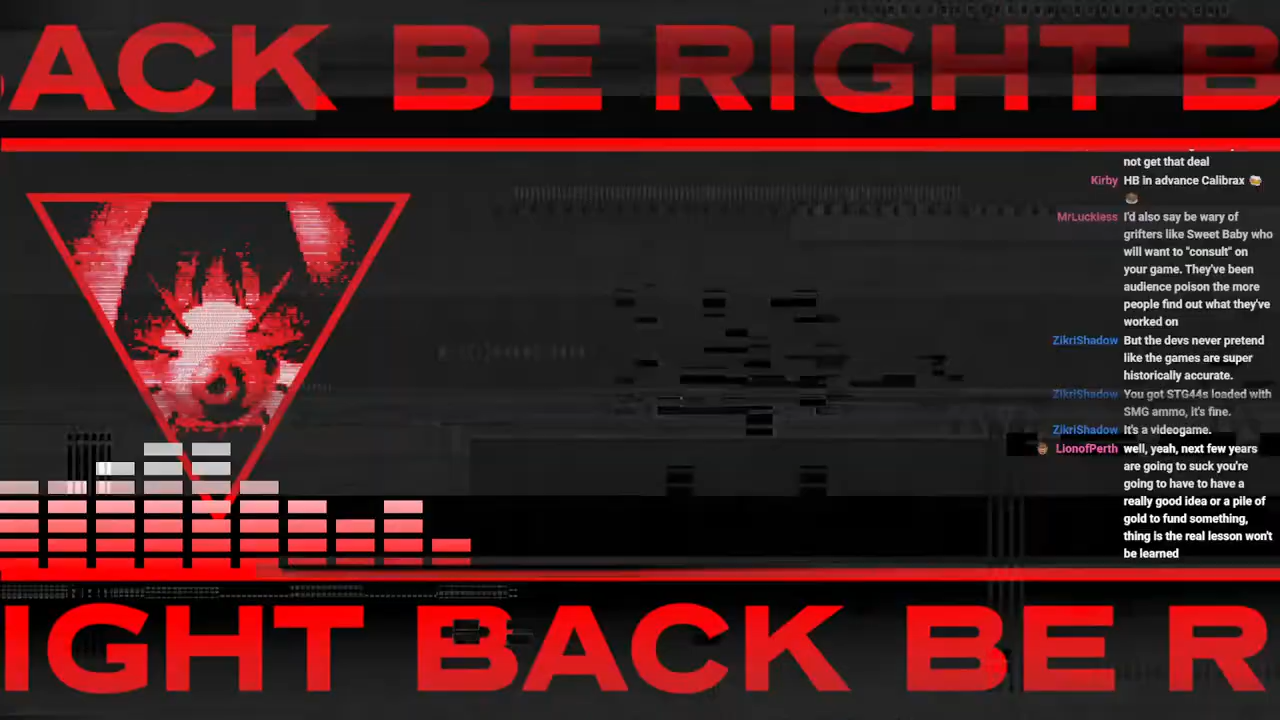 ACK BE RIGHT B
not get that deal
Kirby HB in advance Calibrax
MrLuckless I'd also say be wary of
grifters like Sweet Baby who
will want to "consult" on
your game. They've been
audience poison the more
people find out what they've
worked on
ZikriShadow But the devs never pretend
like the games are super
historically accurate.
ZikriShadow You got STG44s loaded with
SMG ammo, it's fine.
ZikriShadow It's a videogame.
LionofPerth well, yeah, next few years
are going to suck you're
going to have to have a
really good idea or a pile of
gold to fund something,
thing is the real lesson won't
be learned
IGHT BACK BE R